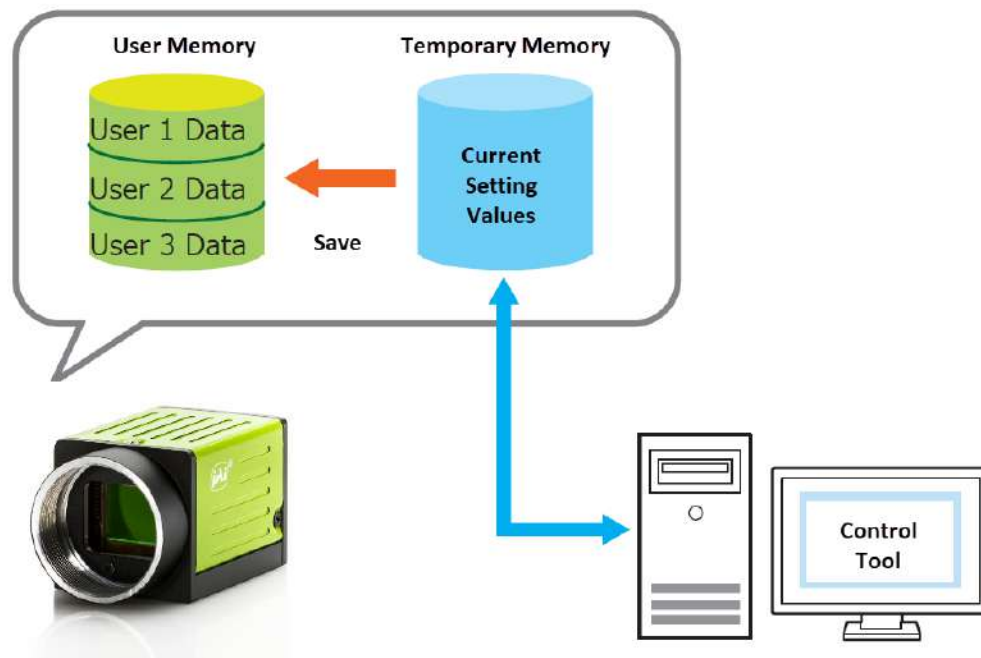 User Memory
Temporary Memory
User 1 Data
User 2 Data
User 3 Data
Save
Current
Setting
Values
JAI
Control
Tool